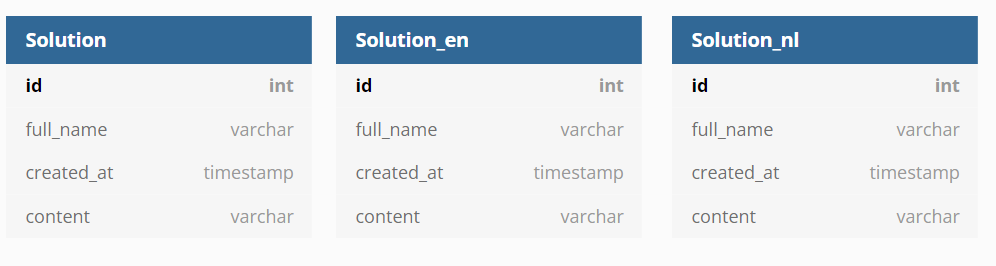 Solution
id int
full_name varchar
created_at timestamp
content varchar
Solution_en
id int
full_name varchar
created_at timestamp
content varchar
Solution_nl
id int
full_name varchar
created_at timestamp
content varchar